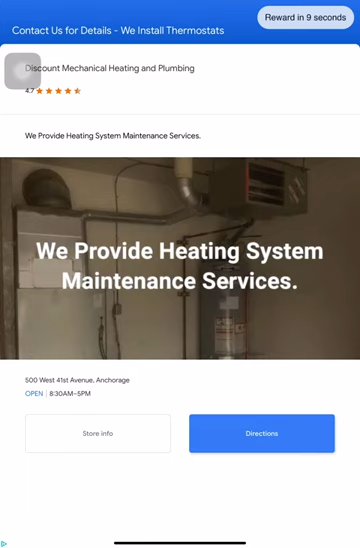 Reward in 9 seconds
Contact Us for Details - We Install Thermostats
Discount Mechanical Heating and Plumbing
4.7
We Provide Heating System Maintenance Services.
We Provide Heating System
Maintenance Services.
500 West 41st Avenue, Anchorage
OPEN | 8:30AM–5PM
Store info
Directions